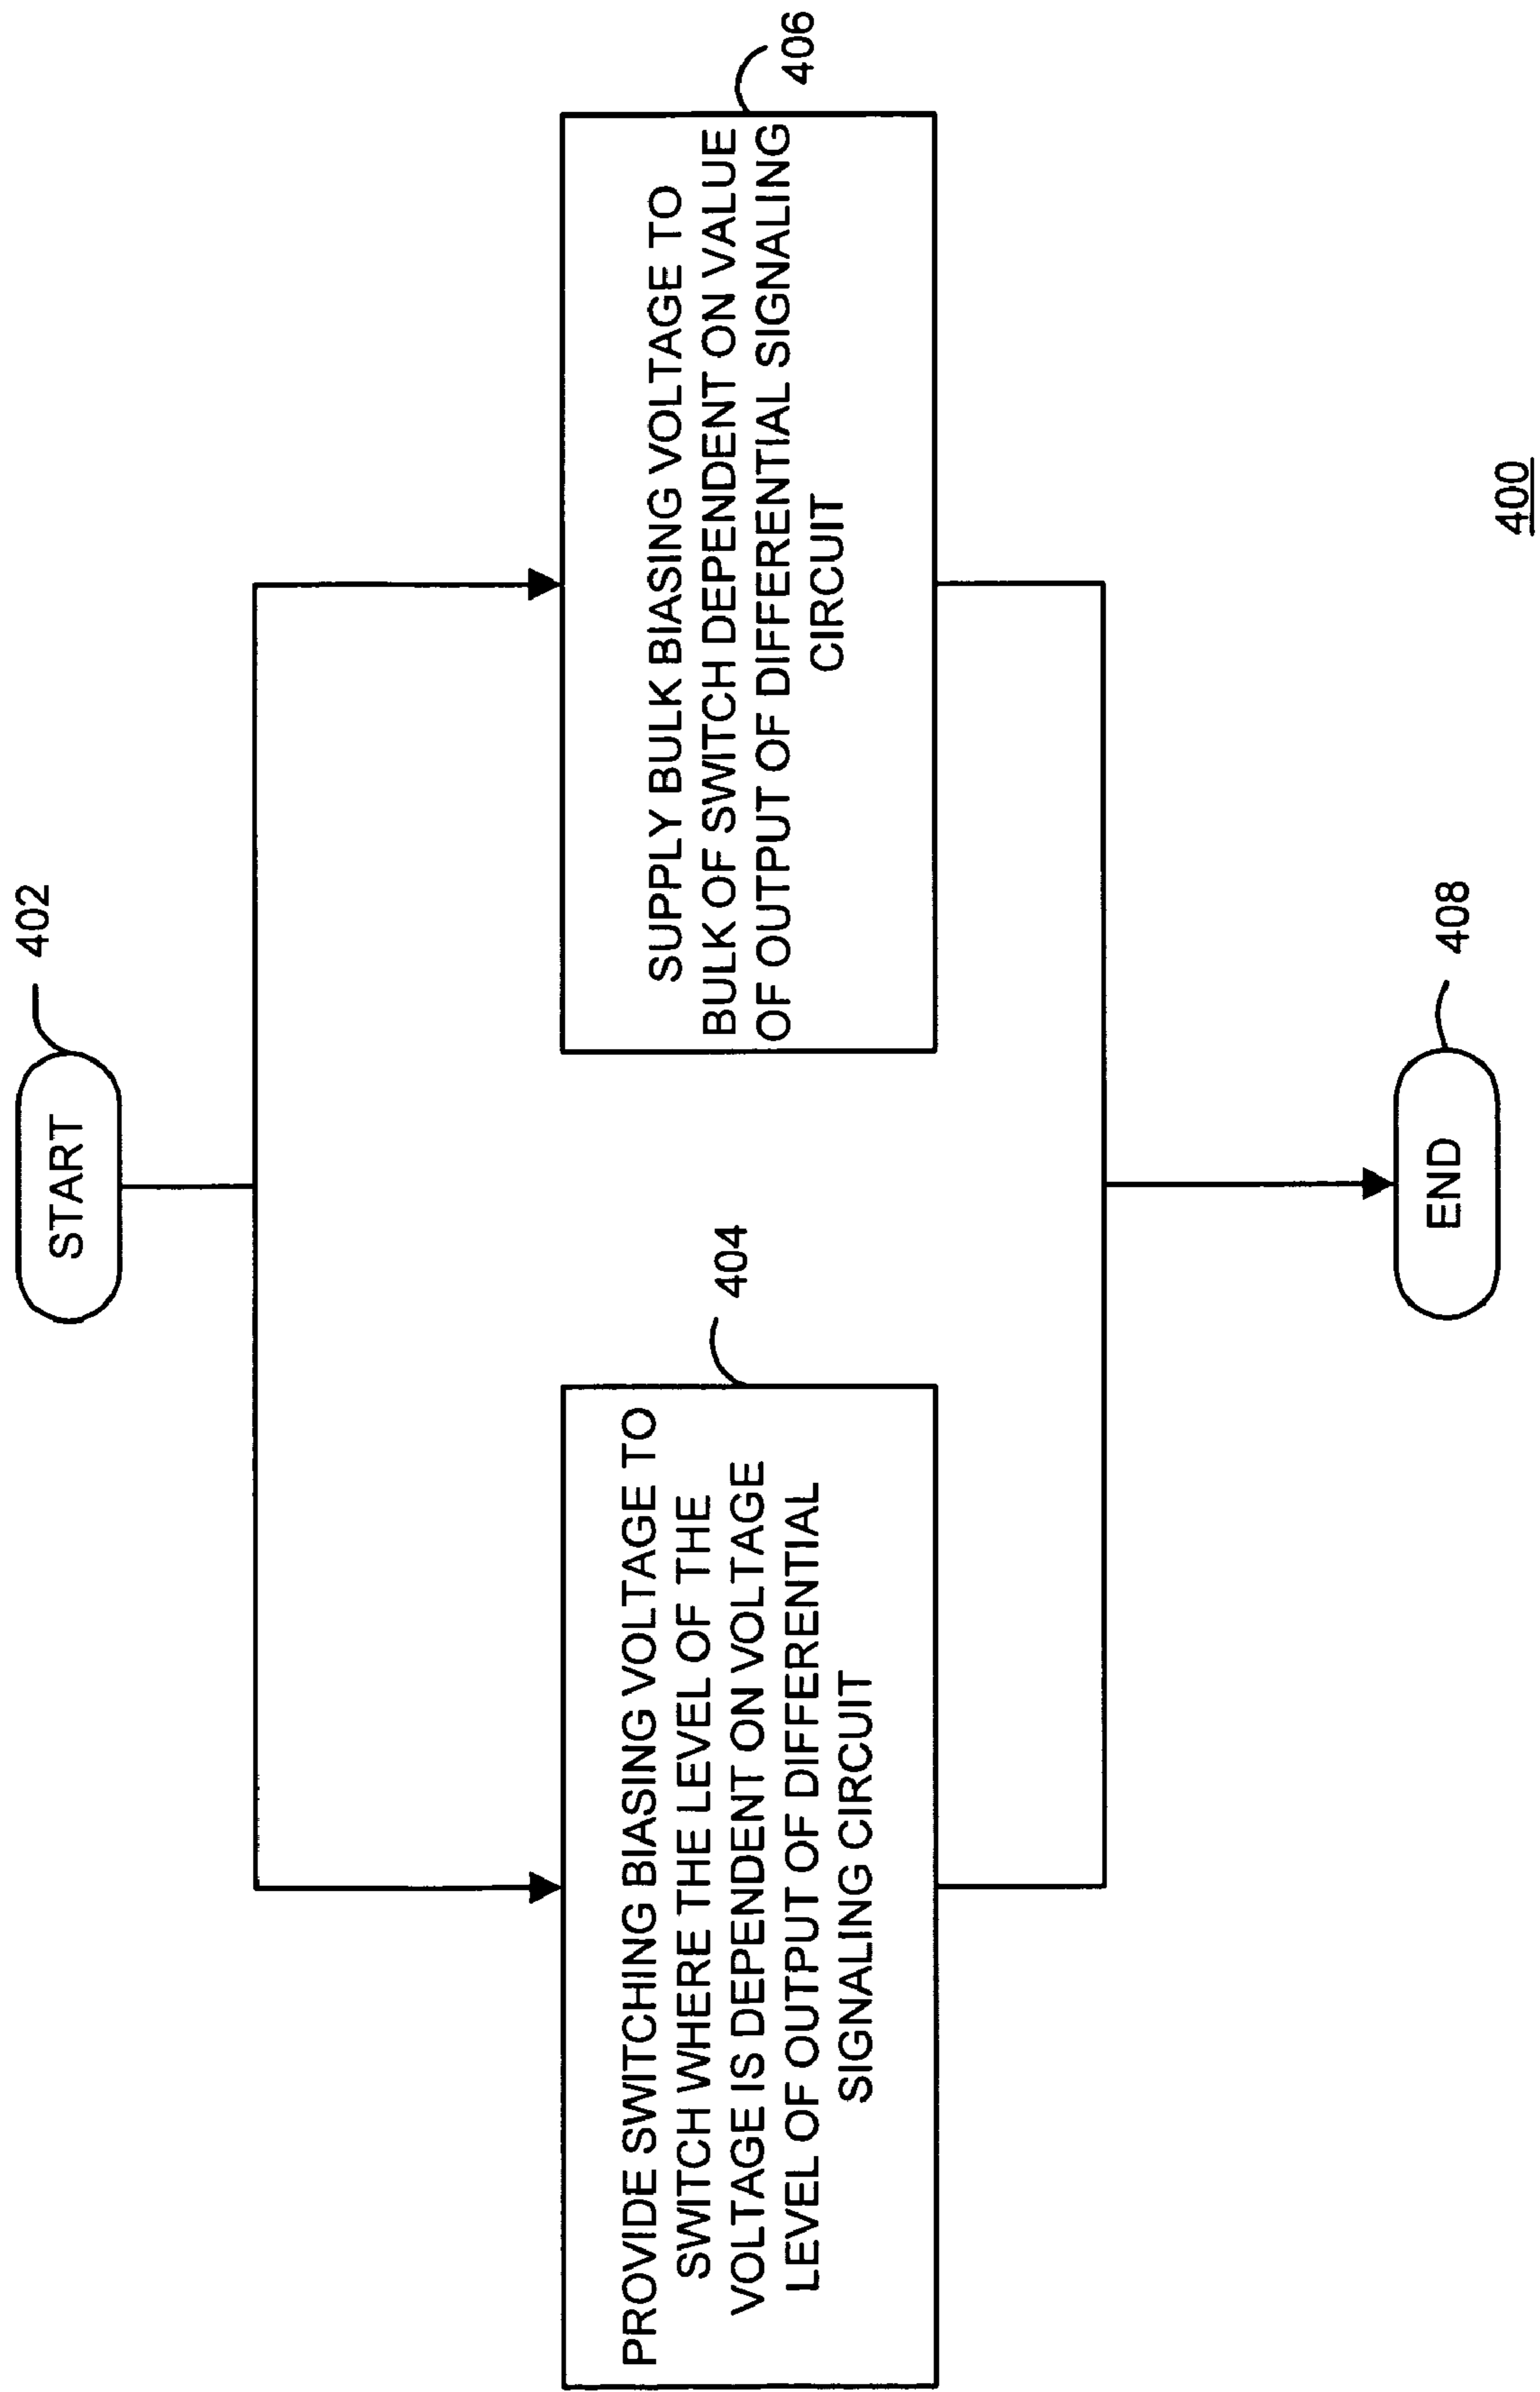 START
402
PROVIDE SWITCHING BIASING VOLTAGE TO
SWITCH WHERE THE LEVEL OF THE
VOLTAGE IS DEPENDENT ON VOLTAGE
LEVEL OF OUTPUT OF DIFFERENTIAL
SIGNALING CIRCUIT
404
SUPPLY BULK BIASING VOLTAGE TO
BULK OF SWITCH DEPENDENT ON VALUE
OF OUTPUT OF DIFFERENTIAL SIGNALING
CIRCUIT
406
END
408
400